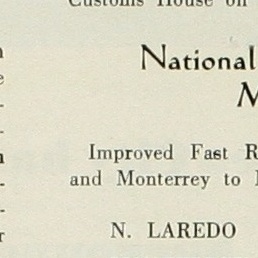 Customs House on
National
M
Improved Fast R
and Monterrey to
N. LAREDO